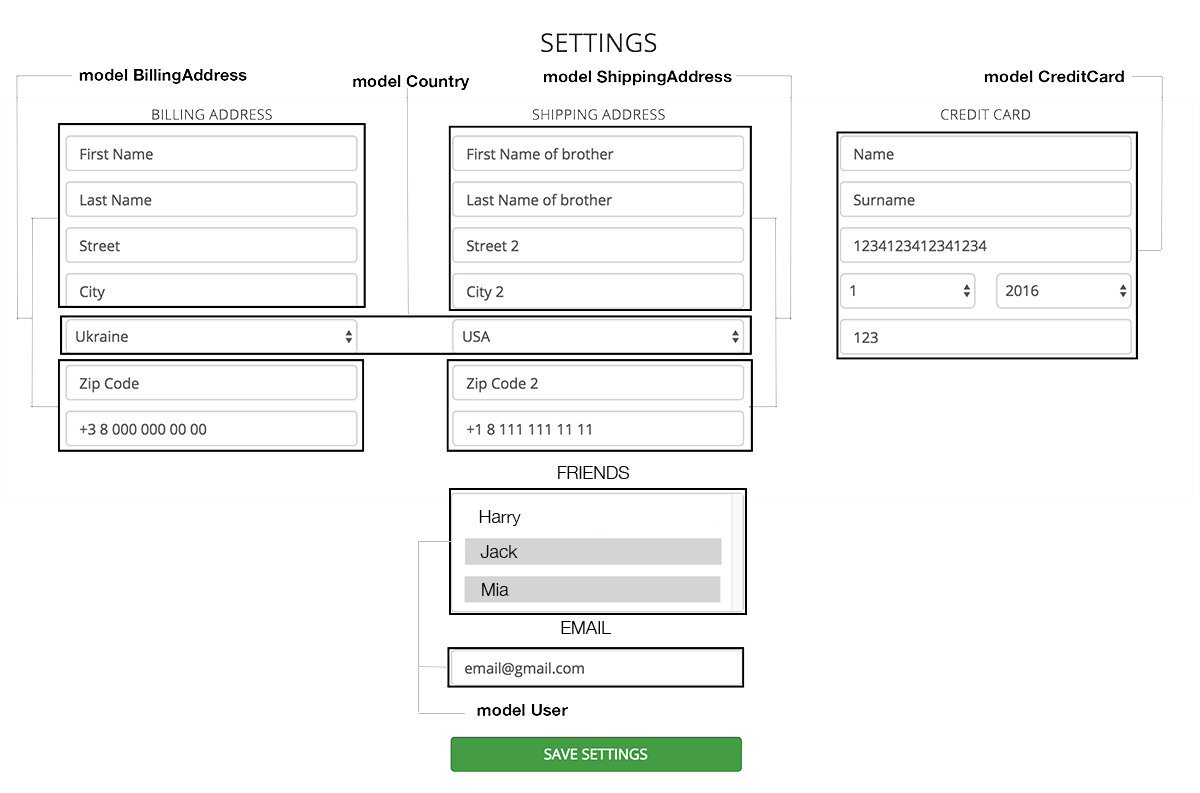 SETTINGS
model BillingAddress
model Country
model ShippingAddress
model CreditCard
BILLING ADDRESS
First Name
Last Name
Street
City
Ukraine
Zip Code
+3 8 000 000 00 00
SHIPPING ADDRESS
First Name of brother
Last Name of brother
Street 2
City 2
USA
Zip Code 2
+1 8 111 111 11 11
CREDIT CARD
Name
Surname
1234123412341234
1
2016
123
FRIENDS
Harry
Jack
Mia
EMAIL
email@gmail.com
model User
SAVE SETTINGS